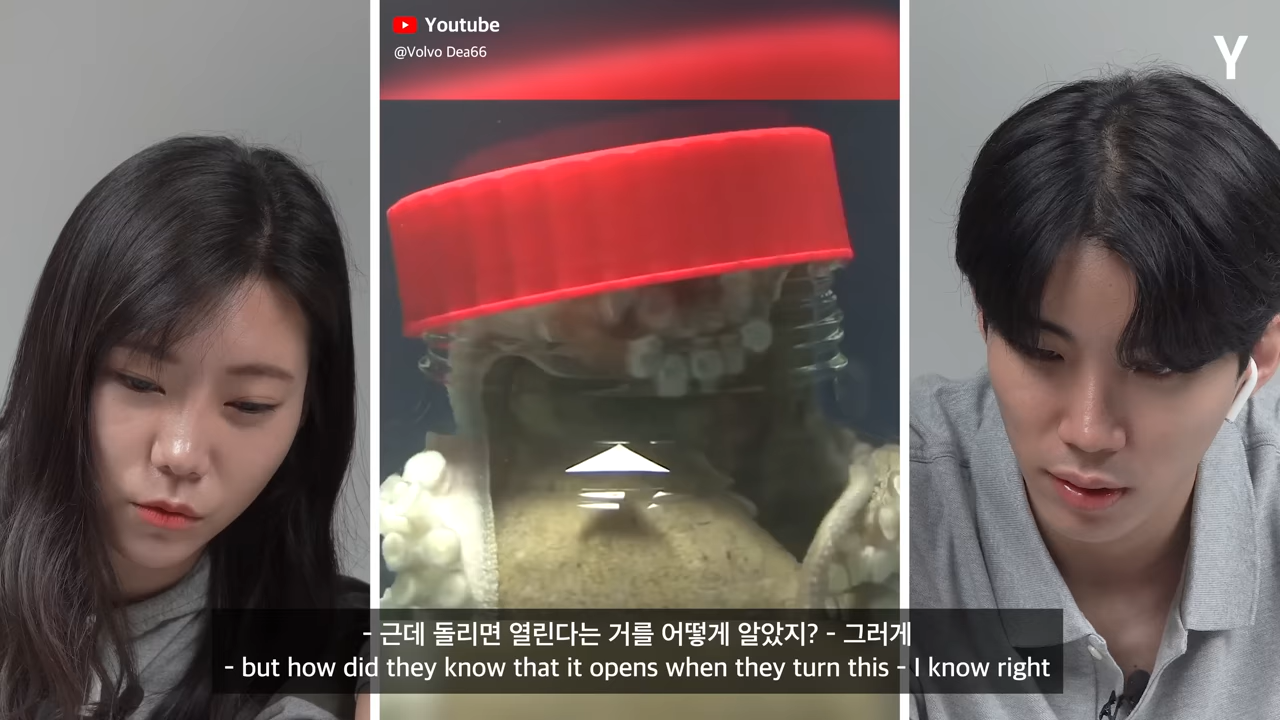 Youtube
@Volvo Dea66
Y
- 근데 돌리면 열린다는 거를 어떻게 알았지? - 그러게
- but how did they know that it opens when they turn this - I know right